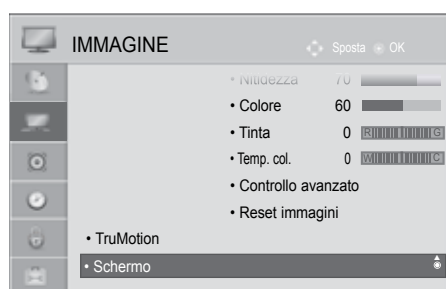 IMMAGINE Sposta OK
• Nitidezza 70
• Colore 60
• Tinta 0 R G
• Temp. col. 0 W C
• Controllo avanzato
• Reset immagini
• TruMotion
• Schermo